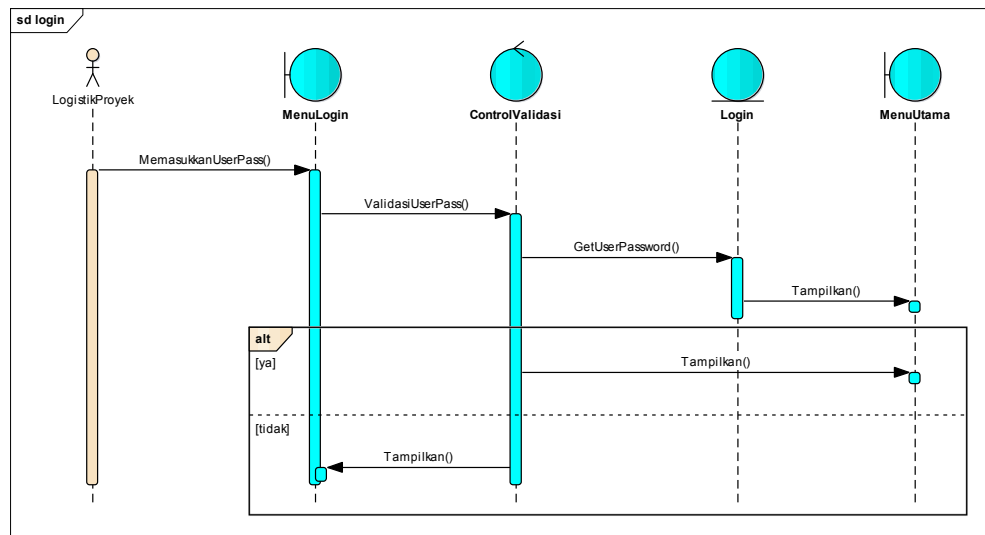 sd login
LogistikProyek
MenuLogin
ControlValidasi
Login
MenuUtama
MemasukkanUserPass()
ValidasiUserPass()
GetUserPassword()
Tampilkan()
alt
[ya]
Tampilkan()
[tidak]
Tampilkan()